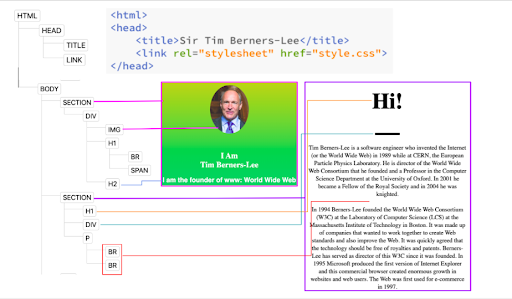 HTML
HEAD
TITLE
LINK
<html>
<head>
<title>Sir Tim Berners-Lee</title>
<link rel="stylesheet" href="style.css">
</head>
BODY
SECTION
DIV
IMG
H1
BR
SPAN
H2
SECTION
H1
DIV
P
BR
BR
I Am
Tim Berners-Lee
I am the founder of www: World Wide Web
Hi!
Tim Berners-Lee is a software engineer who invented the Internet
(or the World Wide Web) in 1989 while at CERN, the European
Particle Physics Laboratory. He is director of the World Wide
Web Consortium that he founded and a Professor in the Computer
Science Department at the University of Oxford. In 2001 he
became a Fellow of the Royal Society and in 2004 he was
knighted.
In 1994 Berners-Lee founded the World Wide Web Consortium
(W3C) at the Laboratory of Computer Science (LCS) at the
Massachusetts Institute of Technology in Boston. It was made up
of companies that wanted to work together to create Web
standards and also improve the Web. It was quickly agreed that
the technology should be free of royalties and patents. Berners-
Lee has served as director of this W3C since it was founded. In
1995 Microsoft produced the first version of Internet Explorer
and this commercial browser created enormous growth in
websites and web users. The Web was first used for e-commerce
in 1997.